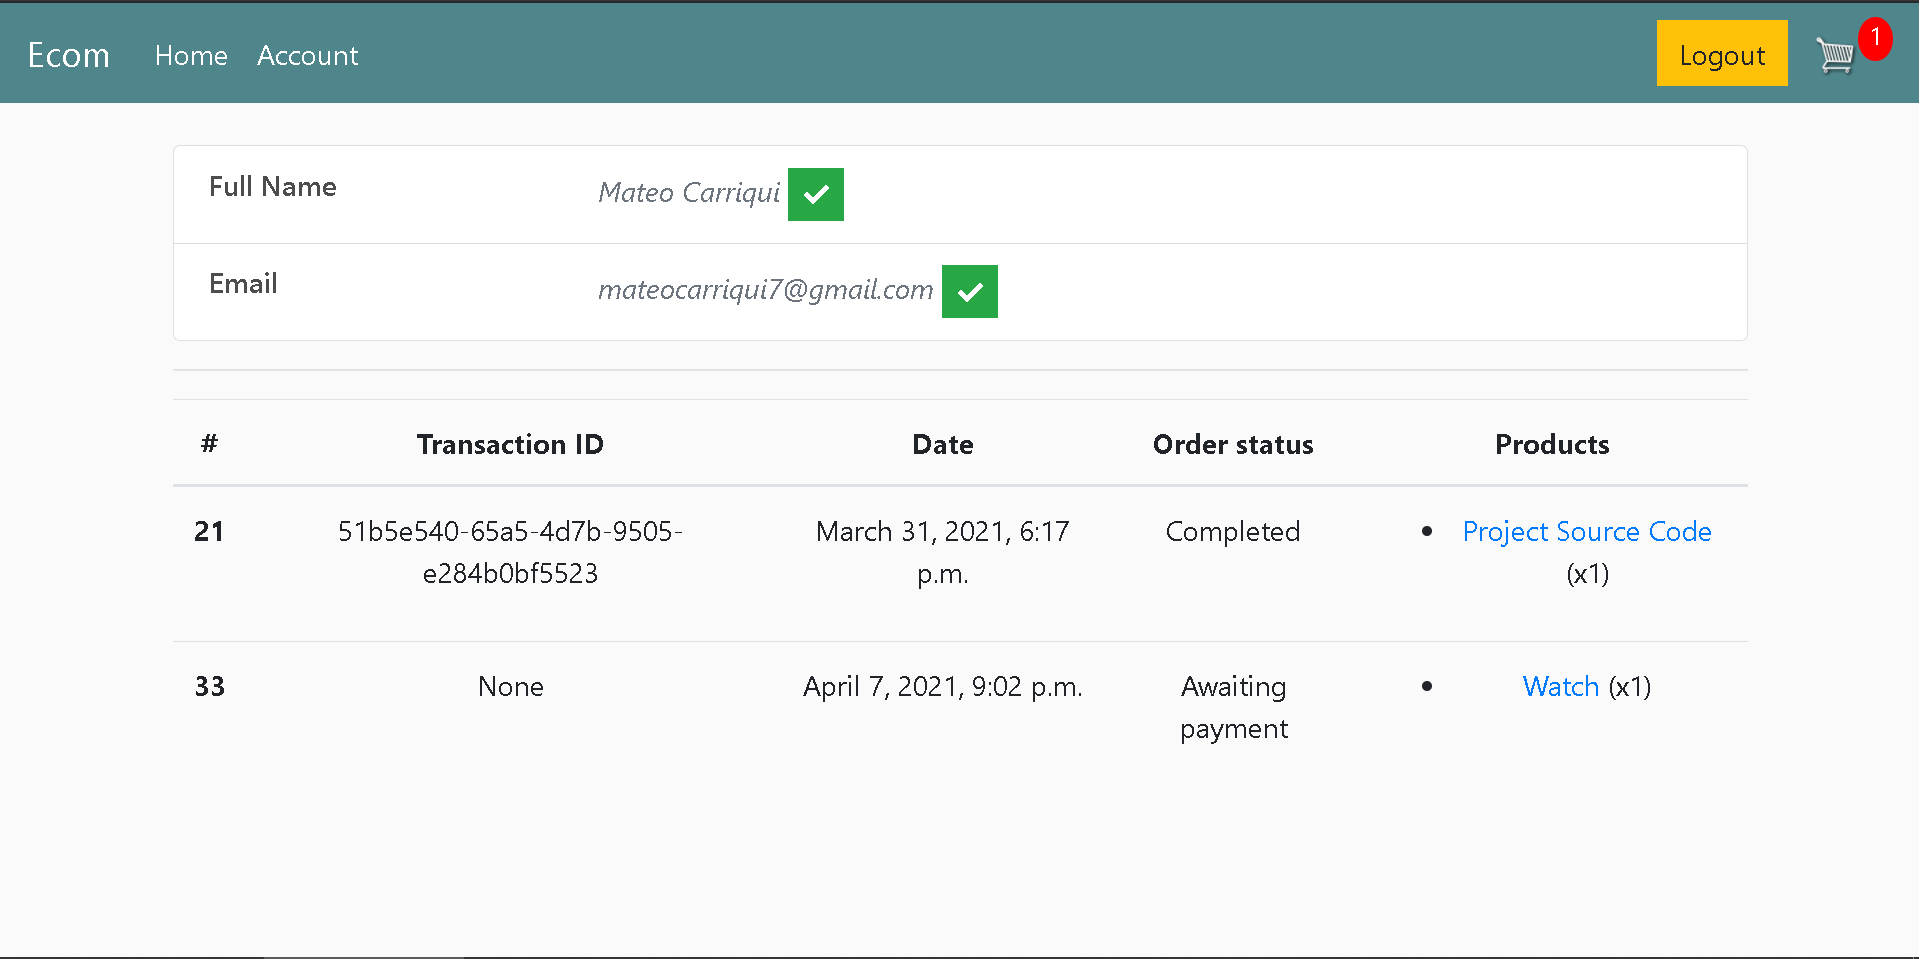 Ecom Home Account Logout 1
Full Name Mateo Carriqui
Email mateocarriqui7@gmail.com
# Transaction ID Date Order status Products
21 51b5e540-65a5-4d7b-9505- March 31, 2021, 6:17 Completed • Project Source Code
e284b0bf5523 p.m. (x1)
33 None April 7, 2021, 9:02 p.m. Awaiting • Watch (x1)
payment